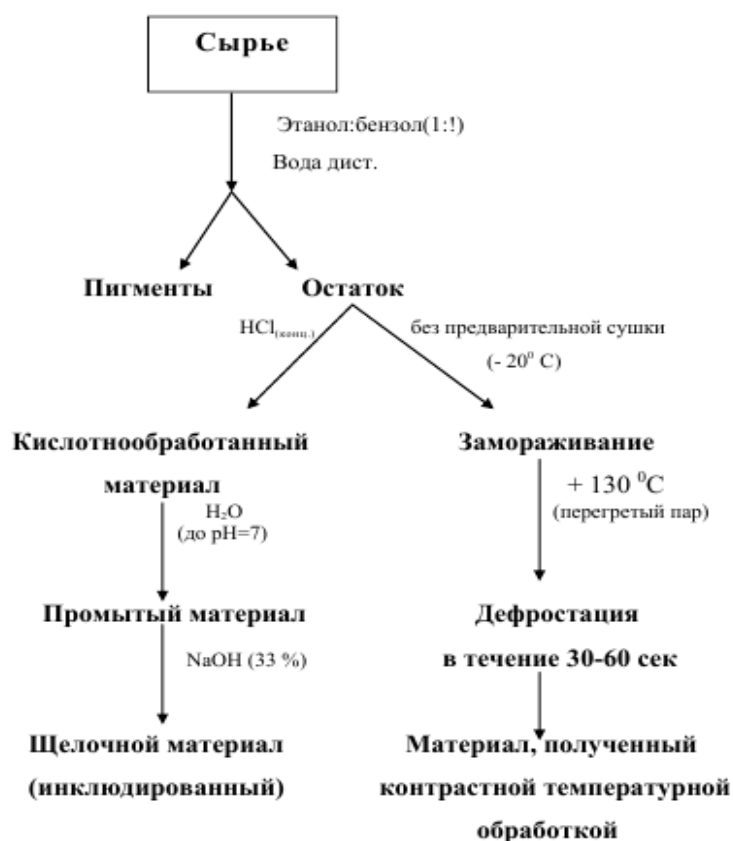 Сырье
Этанол:бензол(1:!)
Вода дист.
Пигменты
Остаток
HCl(конц.)
без предварительной сушки
(- 20⁰ С)
Кислотнообработанный
материал
Замораживание
H₂O
(до pH=7)
+ 130 ⁰С
(перегретый пар)
Промытый материал
Дефростация
в течение 30-60 сек
NaOH (33 %)
Щелочной материал
(инклюдированный)
Материал, полученный
контрастной температурной
обработкой